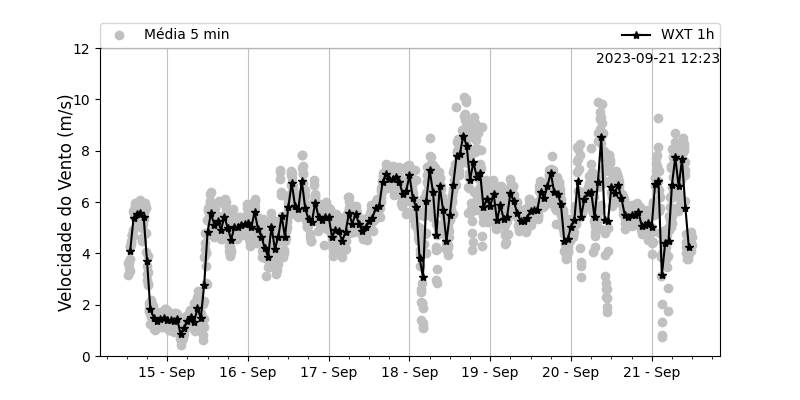 Média 5 min
WXT 1h
2023-09-21 12:23
Velocidade do Vento (m/s)
12
10
8
6
4
2
0
15 - Sep
16 - Sep
17 - Sep
18 - Sep
19 - Sep
20 - Sep
21 - Sep